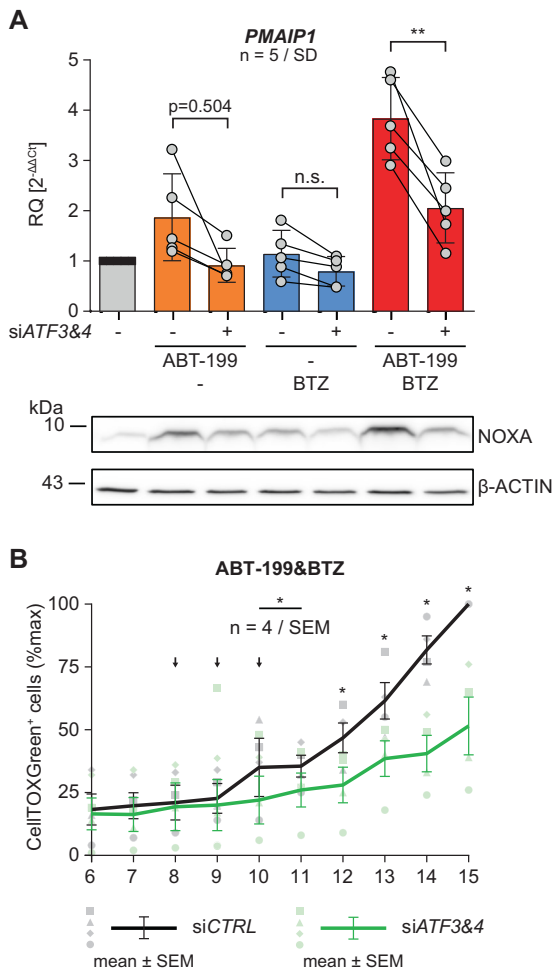 A
PMAIP1
n = 5 / SD
**
p=0.504
n.s.
RQ [2-ΔΔCt]
5
4
3
2
1
0
siATF3&4 - - + - + - +
ABT-199 - ABT-199
- BTZ BTZ
kDa
10 NOXA
43 β-ACTIN
B
ABT-199&BTZ
*
n = 4 / SEM
* * * *
CellTOXGreen+ cells (%max)
100
75
50
25
0
6 7 8 9 10 11 12 13 14 15
siCTRL siATF3&4
mean ± SEM mean ± SEM